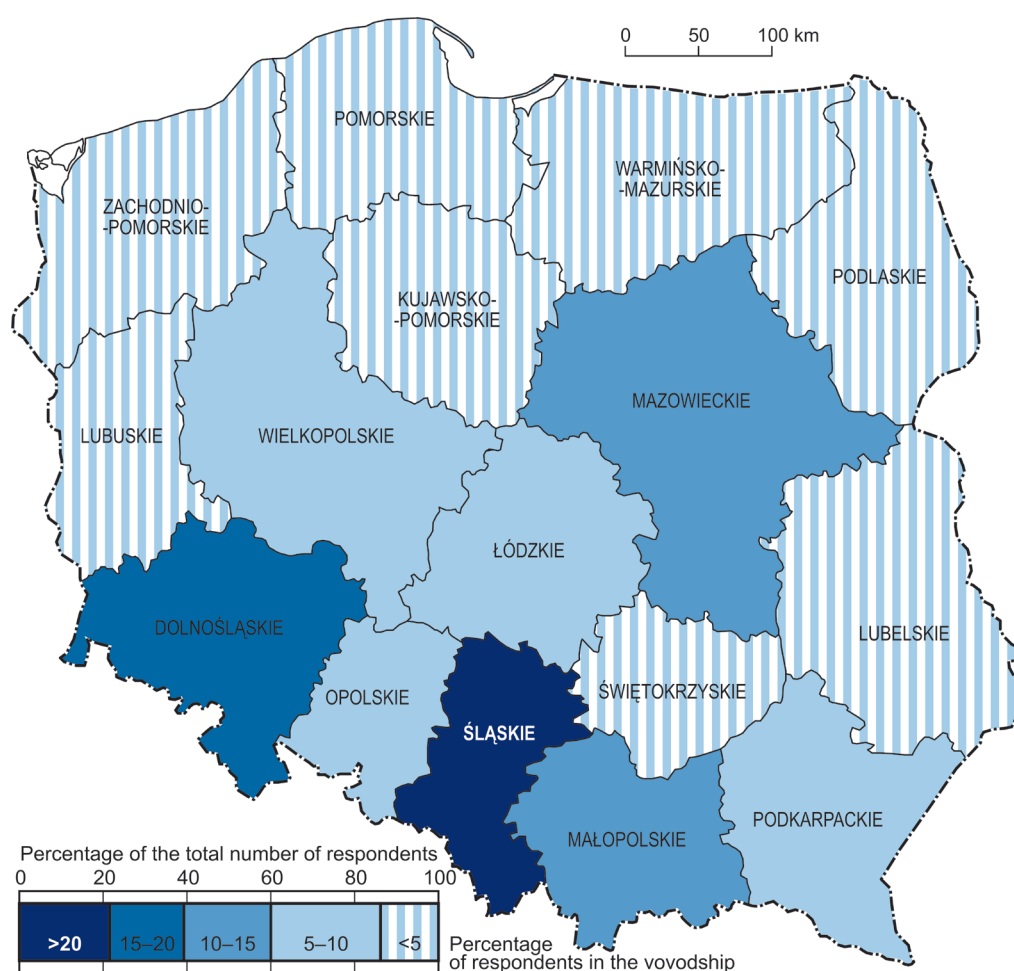 0 50 100 km
POMORSKIE
WARMIŃSKO-
-MAZURSKIE
ZACHODNIO-
-POMORSKIE
PODLASKIE
KUJAWSKO-
-POMORSKIE
MAZOWIECKIE
LUBUSKIE
WIELKOPOLSKIE
ŁÓDZKIE
DOLNOŚLĄSKIE
LUBELSKIE
OPOLSKIE
ŚWIĘTOKRZYSKIE
ŚLĄSKIE
PODKARPACKIE
MAŁOPOLSKIE
Percentage of the total number of respondents
0 20 40 60 80 100
>20 15–20 10–15 5–10 <5
Percentage
of respondents in the vovodship